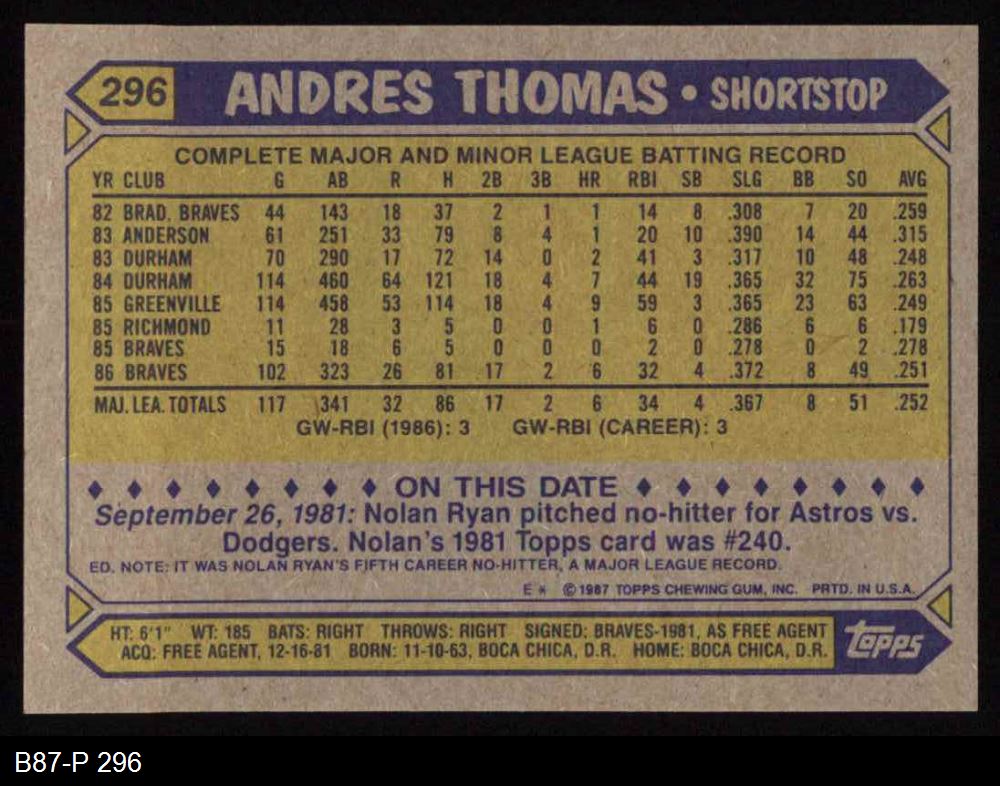 296 ANDRES THOMAS • SHORTSTOP
COMPLETE MAJOR AND MINOR LEAGUE BATTING RECORD
YR CLUB G AB R H 2B 3B HR RBI SB SLG BB SO AVG
82 BRAD. BRAVES 44 143 18 37 2 1 1 14 8 .308 7 20 .259
83 ANDERSON 61 251 33 79 8 4 1 20 10 .390 14 44 .315
83 DURHAM 70 290 17 72 14 0 2 41 3 .317 10 48 .248
84 DURHAM 114 460 64 121 18 4 7 44 19 .365 32 75 .263
85 GREENVILLE 114 458 53 114 18 4 9 59 3 .365 23 63 .249
85 RICHMOND 11 28 3 5 0 0 1 6 0 .286 6 6 .179
85 BRAVES 15 18 6 5 0 0 0 2 0 .278 0 2 .278
86 BRAVES 102 323 26 81 17 2 6 32 4 .372 8 49 .251
MAJ. LEA. TOTALS 117 341 32 86 17 2 6 34 4 .367 8 51 .252
GW-RBI (1986): 3 GW-RBI (CAREER): 3
♦ ♦ ♦ ♦ ♦ ♦ ♦ ♦ ON THIS DATE ♦ ♦ ♦ ♦ ♦ ♦ ♦ ♦
September 26, 1981: Nolan Ryan pitched no-hitter for Astros vs.
Dodgers. Nolan's 1981 Topps card was #240.
ED. NOTE: IT WAS NOLAN RYAN'S FIFTH CAREER NO-HITTER, A MAJOR LEAGUE RECORD.
E * © 1987 TOPPS CHEWING GUM, INC. PRTD. IN U.S.A.
HT: 6'1" WT: 185 BATS: RIGHT THROWS: RIGHT SIGNED: BRAVES-1981, AS FREE AGENT
ACQ: FREE AGENT, 12-16-81 BORN: 11-10-63, BOCA CHICA, D.R. HOME: BOCA CHICA, D.R.
Topps
B87-P 296